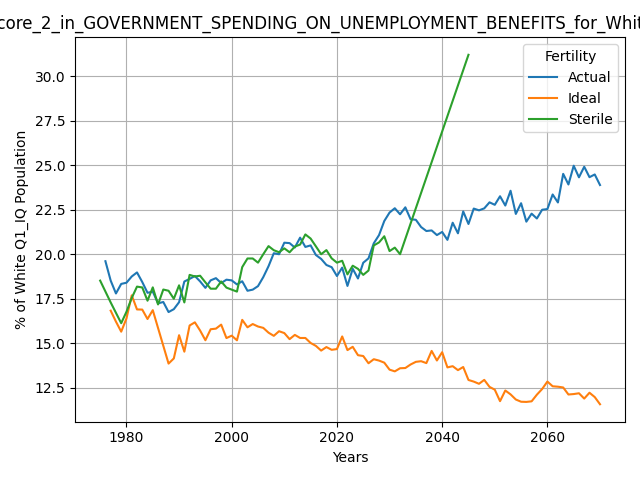 core_2_in_GOVERNMENT_SPENDING_ON_UNEMPLOYMENT_BENEFITS_for_Whit
Fertility
Actual
Ideal
Sterile
% of White Q1_IQ Population
30.0
27.5
25.0
22.5
20.0
17.5
15.0
12.5
1980 2000 2020 2040 2060
Years